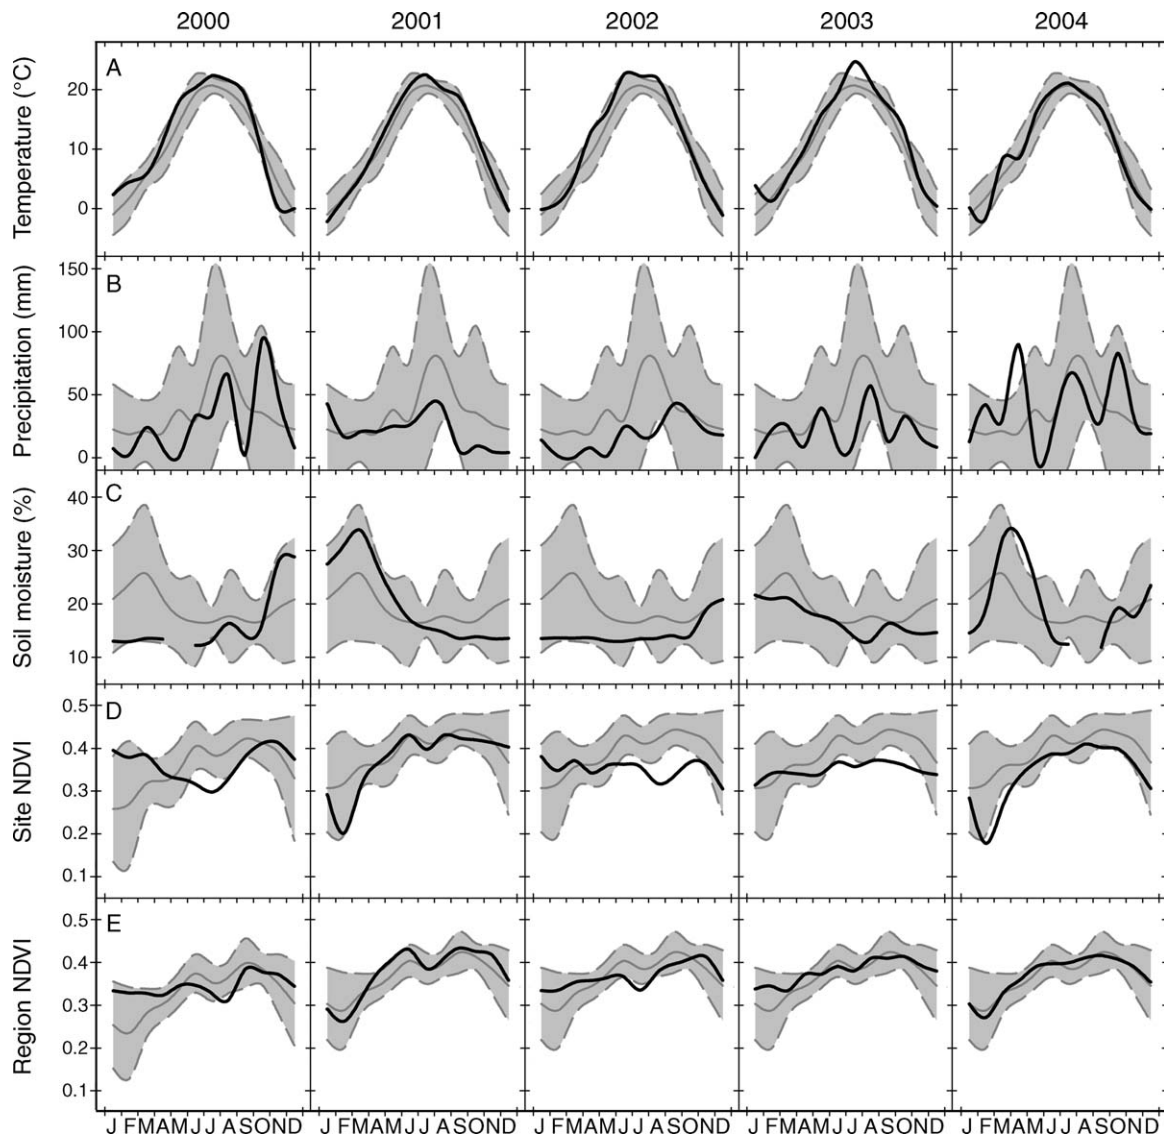 2000 2001 2002 2003 2004
A
Temperature (°C)
20
10
0
B
Precipitation (mm)
150
100
50
0
C
Soil moisture (%)
40
30
20
10
D
Site NDVI
0.5
0.4
0.3
0.2
0.1
E
Region NDVI
0.5
0.4
0.3
0.2
0.1
J FMAMJ J ASOND J FMAMJ J ASOND J FMAMJ J ASOND J FMAMJ J ASOND J FMAMJ J ASOND